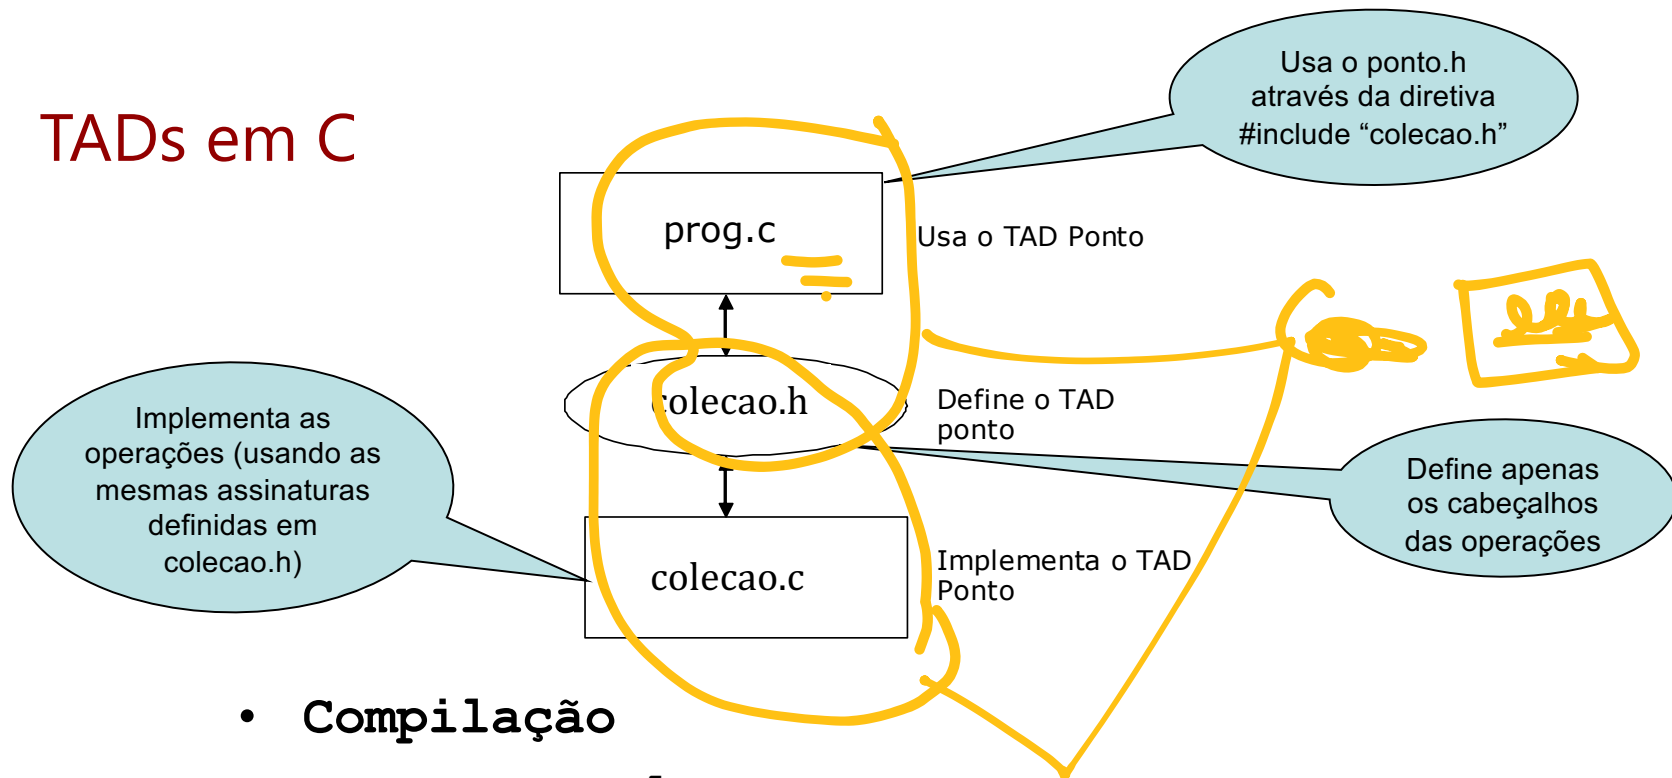 TADs em C
Usa o ponto.h
através da diretiva
#include “colecao.h”
prog.c
Usa o TAD Ponto
colecao.h
Define o TAD
ponto
Implementa as
operações (usando as
mesmas assinaturas
definidas em
colecao.h)
Define apenas
os cabeçalhos
das operações
colecao.c
Implementa o TAD
Ponto
• Compilação